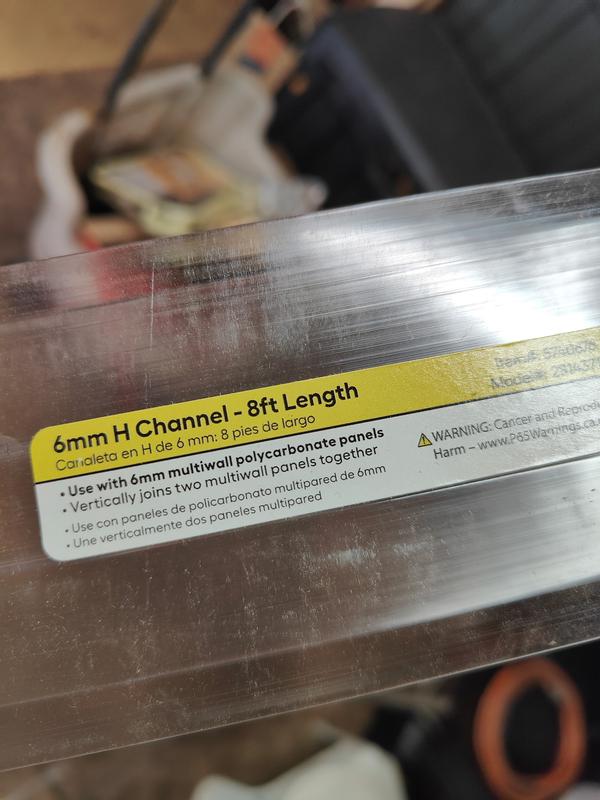 6mm H Channel - 8ft Length
Canaleta en H de 6 mm: 8 pies de largo
• Use with 6mm multiwall polycarbonate panels
• Vertically joins two multiwall panels together
• Use con paneles de policarbonato multipared de 6mm
• Une verticalmente dos paneles multipared
Item#:
Model#:
WARNING: Cancer and
Harm – www.P65Warnings.ca.